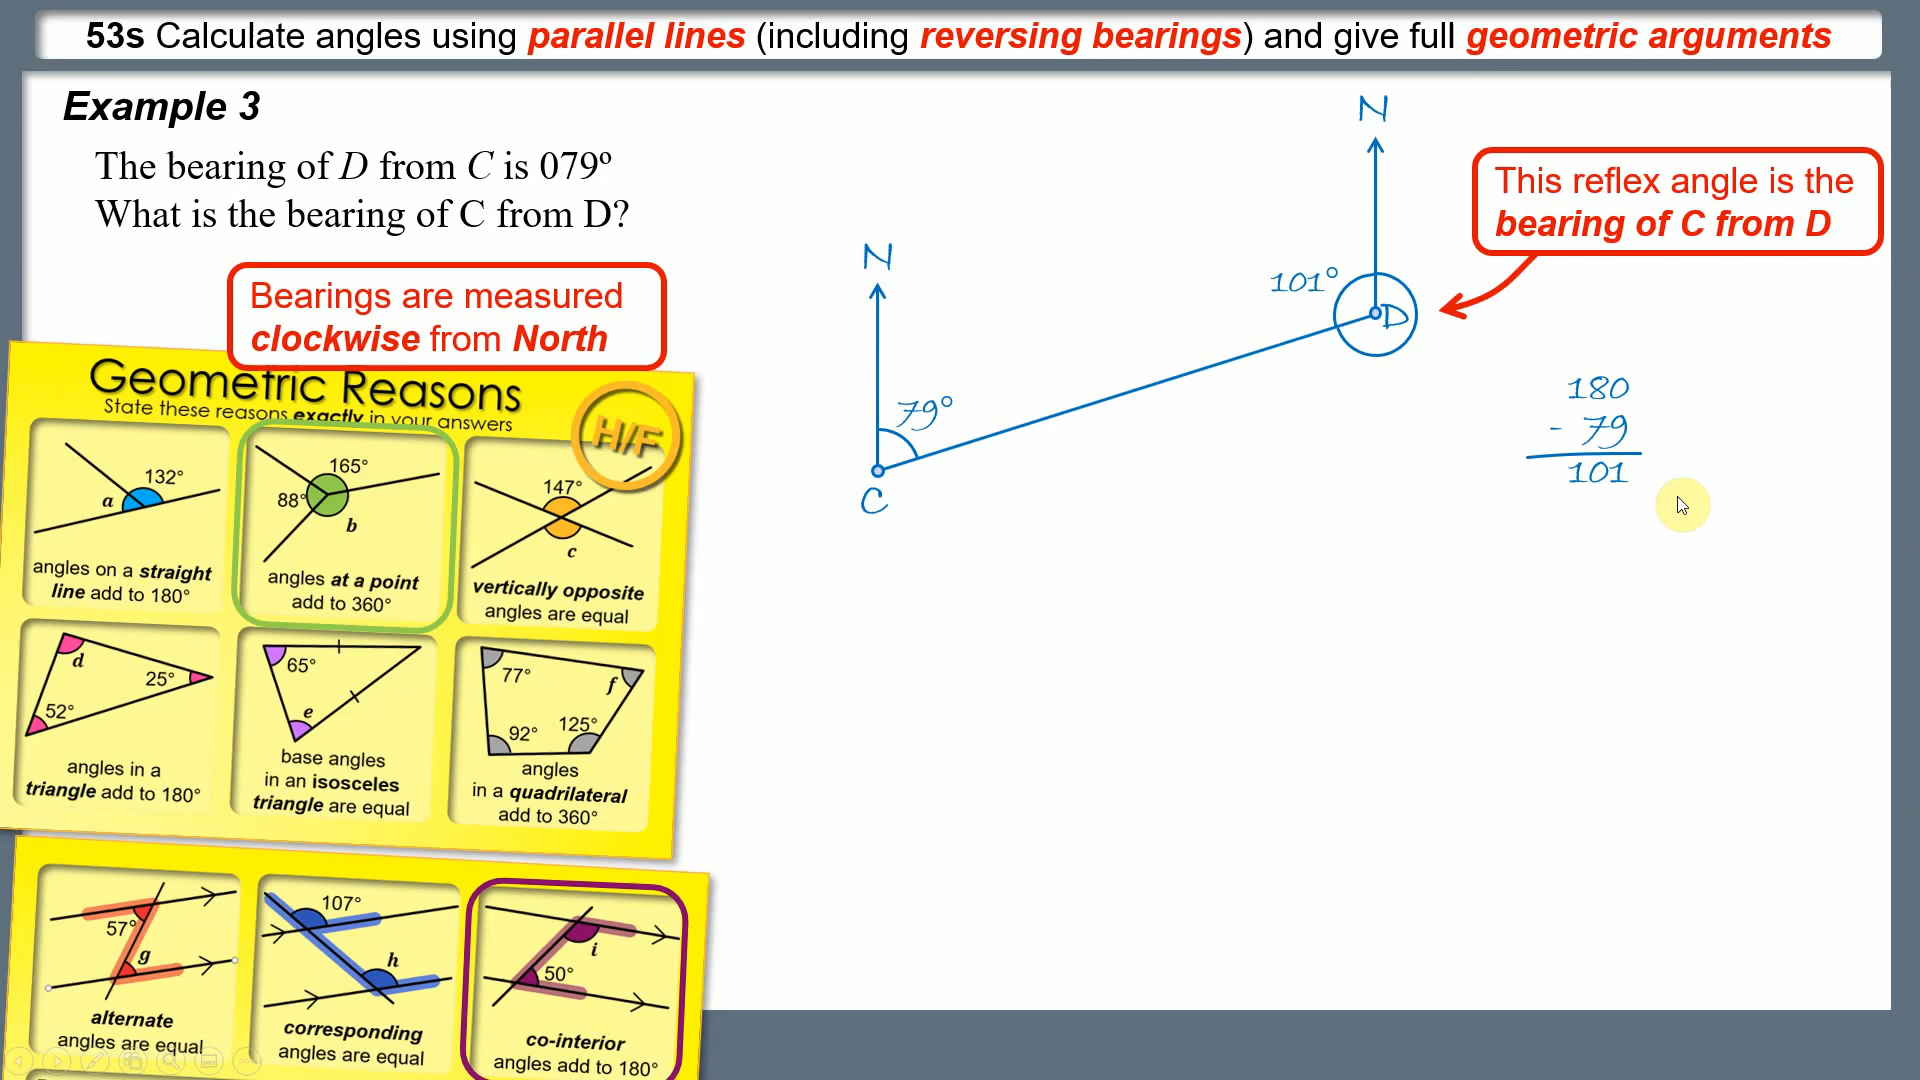 53s Calculate angles using parallel lines (including reversing bearings) and give full geometric arguments
Example 3
The bearing of D from C is 079º
What is the bearing of C from D?
Bearings are measured
clockwise from North
N
This reflex angle is the
bearing of C from D
N
101°
D
79°
C
180
- 79
101
Geometric Reasons
State these reasons exactly in your answers
H/F
132°
a
angles on a straight
line add to 180°
165°
88°
b
angles at a point
add to 360°
147°
c
vertically opposite
angles are equal
d
25°
52°
angles in a
triangle add to 180°
65°
e
base angles
in an isosceles
triangle are equal
77°
f
92°
125°
angles
in a quadrilateral
add to 360°
57°
g
alternate
angles are equal
107°
h
corresponding
angles are equal
i
50°
co-interior
angles add to 180°